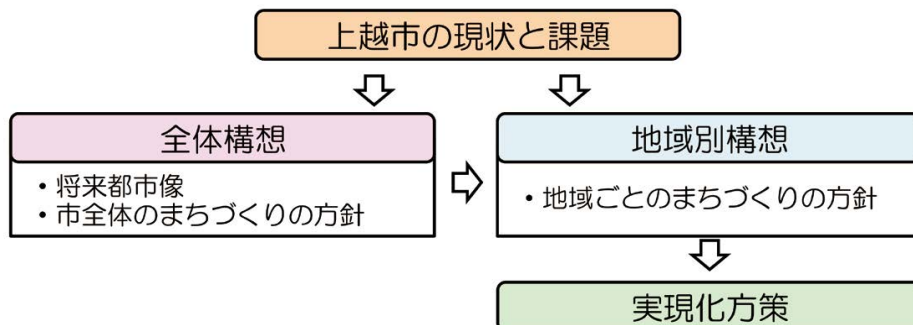 上越市の現状と課題
全体構想
・将来都市像
・市全体のまちづくりの方針
地域別構想
・地域ごとのまちづくりの方針
実現化方策